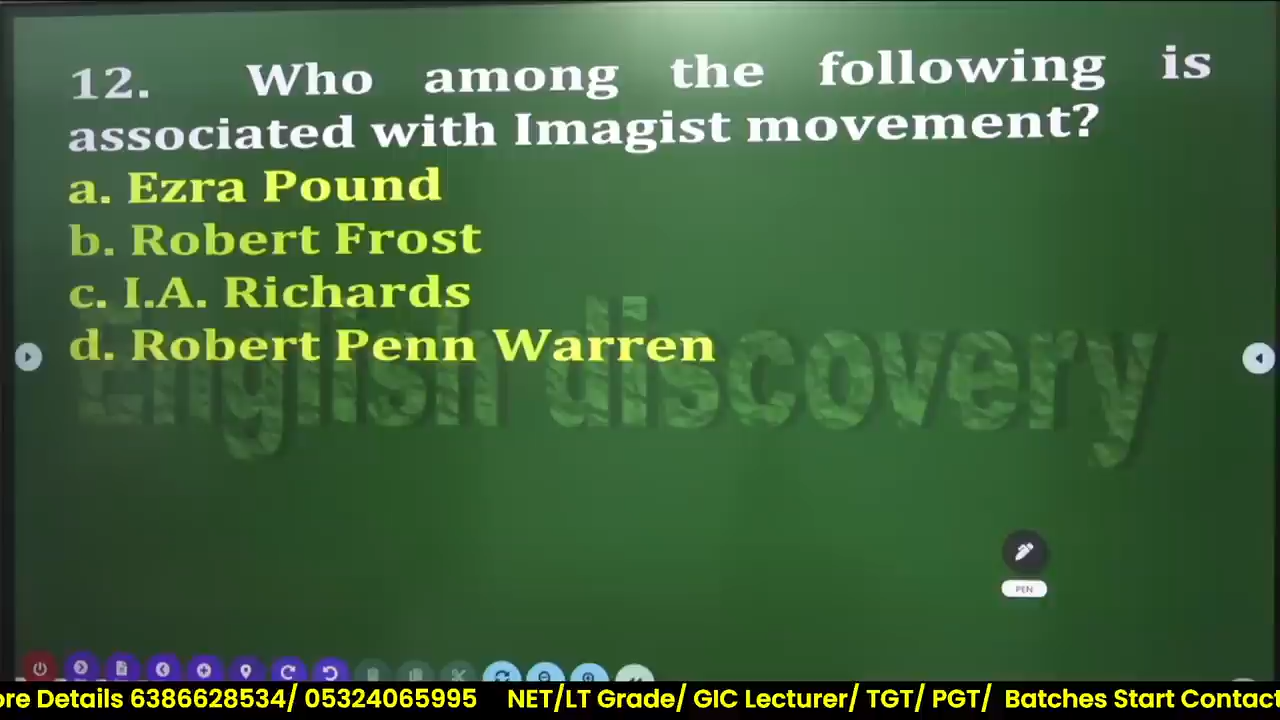 12. Who among the following is
associated with Imagist movement?
a. Ezra Pound
b. Robert Frost
c. I.A. Richards
d. Robert Penn Warren
English discovery
PEN
ore Details 6386628534/ 05324065995 NET/LT Grade/ GIC Lecturer/ TGT/ PGT/ Batches Start Contact